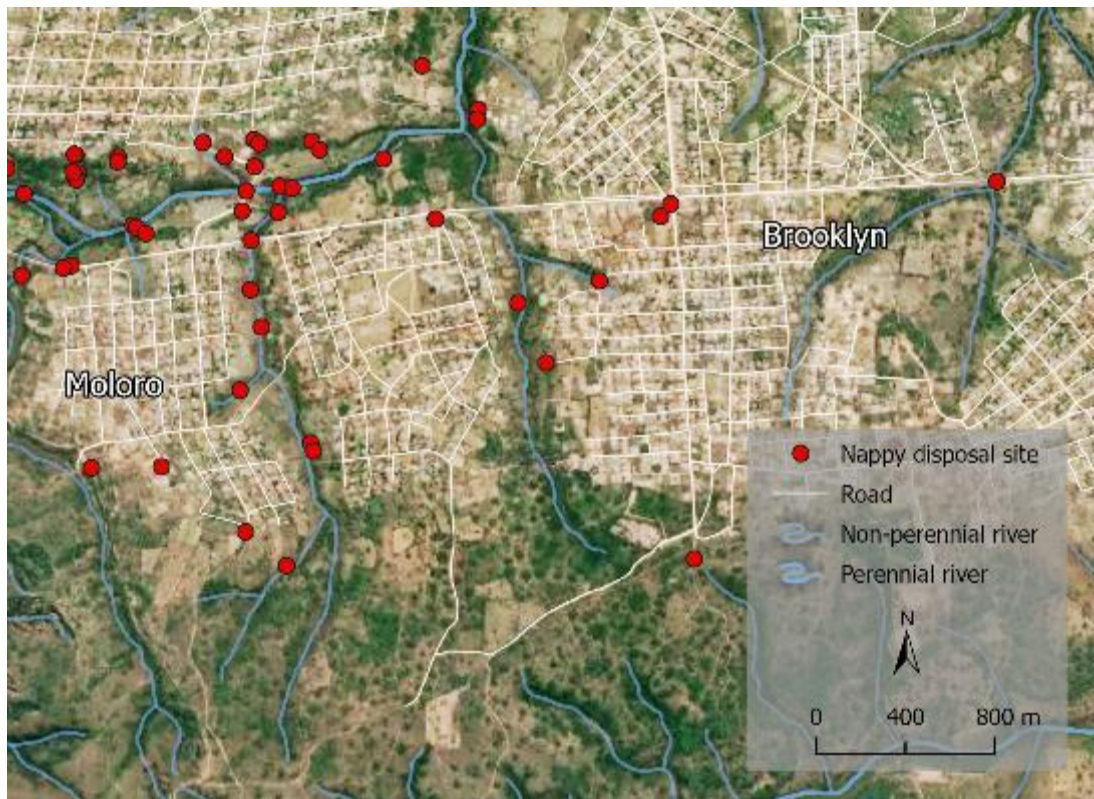 Brooklyn
Moloro
Nappy disposal site
Road
Non-perennial river
Perennial river
N
0 400 800 m